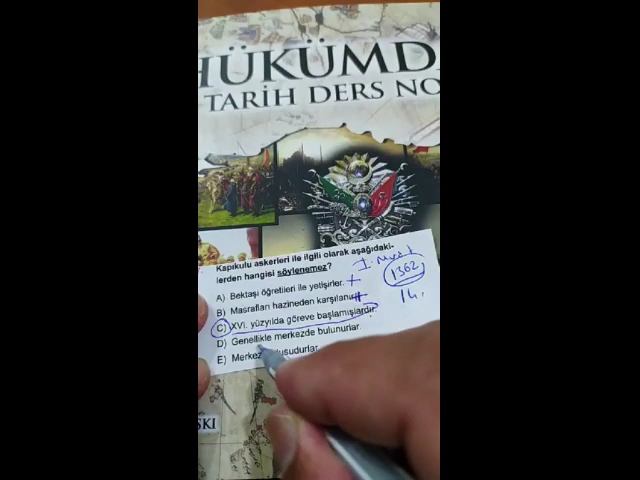 HÜKÜMD
TARİH DERS NO
Kapıkulu askerleri ile ilgili olarak aşağıdaki-
lerden hangisi söylenemez?
I. Murat
1362
14.
A) Bektaşi öğretileri ile yetişirler.
B) Masrafları hazineden karşılanır.
C) XVI. yüzyılda göreve başlamışlardır.
D) Genellikle merkezde bulunurlar.
E) Merkez usudurlar
SKI